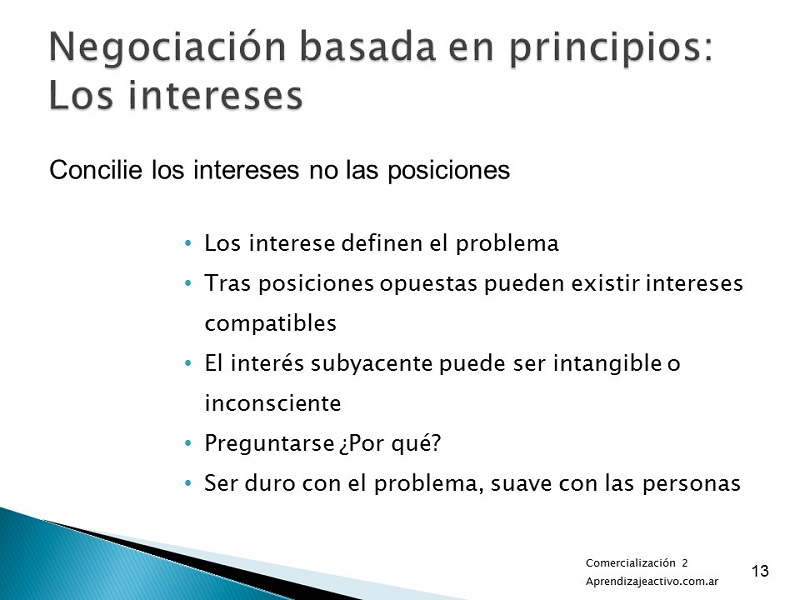 Negociación basada en principios:
Los intereses
Concilie los intereses no las posiciones
• Los interese definen el problema
• Tras posiciones opuestas pueden existir intereses
compatibles
• El interés subyacente puede ser intangible o
inconsciente
• Preguntarse ¿Por qué?
• Ser duro con el problema, suave con las personas
Comercialización 2
Aprendizajeactivo.com.ar
13